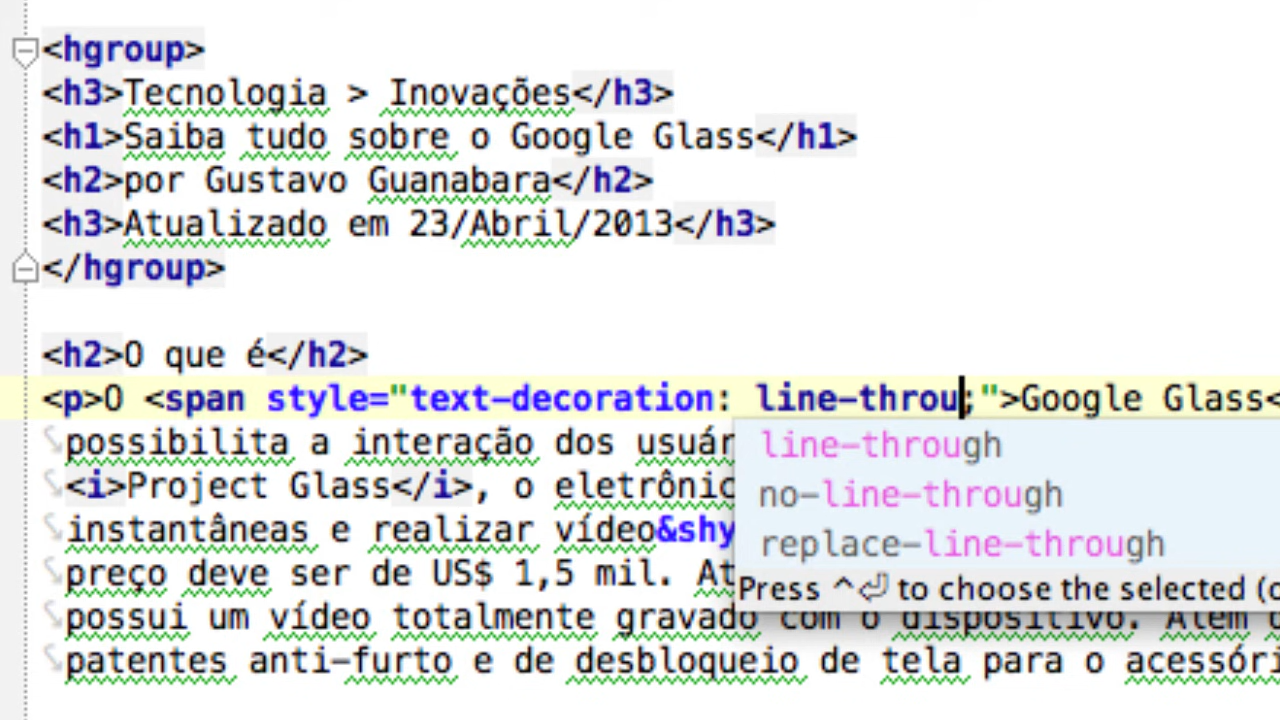 <hgroup>
<h3>Tecnologia > Inovações</h3>
<h1>Saiba tudo sobre o Google Glass</h1>
<h2>por Gustavo Guanabara</h2>
<h3>Atualizado em 23/Abril/2013</h3>
</hgroup>
<h2>O que é</h2>
<p>O <span style="text-decoration: line-throu;">Google Glass<
possibilita a interação dos usuár
line-through
<i>Project Glass</i>, o eletrônic
no-line-through
instantâneas e realizar vídeo&shy
replace-line-through
preço deve ser de US$ 1,5 mil. At
Press ^⏎ to choose the selected (o
possui um vídeo totalmente gravado com o dispositivo. Além d
patentes anti-furto e de desbloqueio de tela para o acessóri